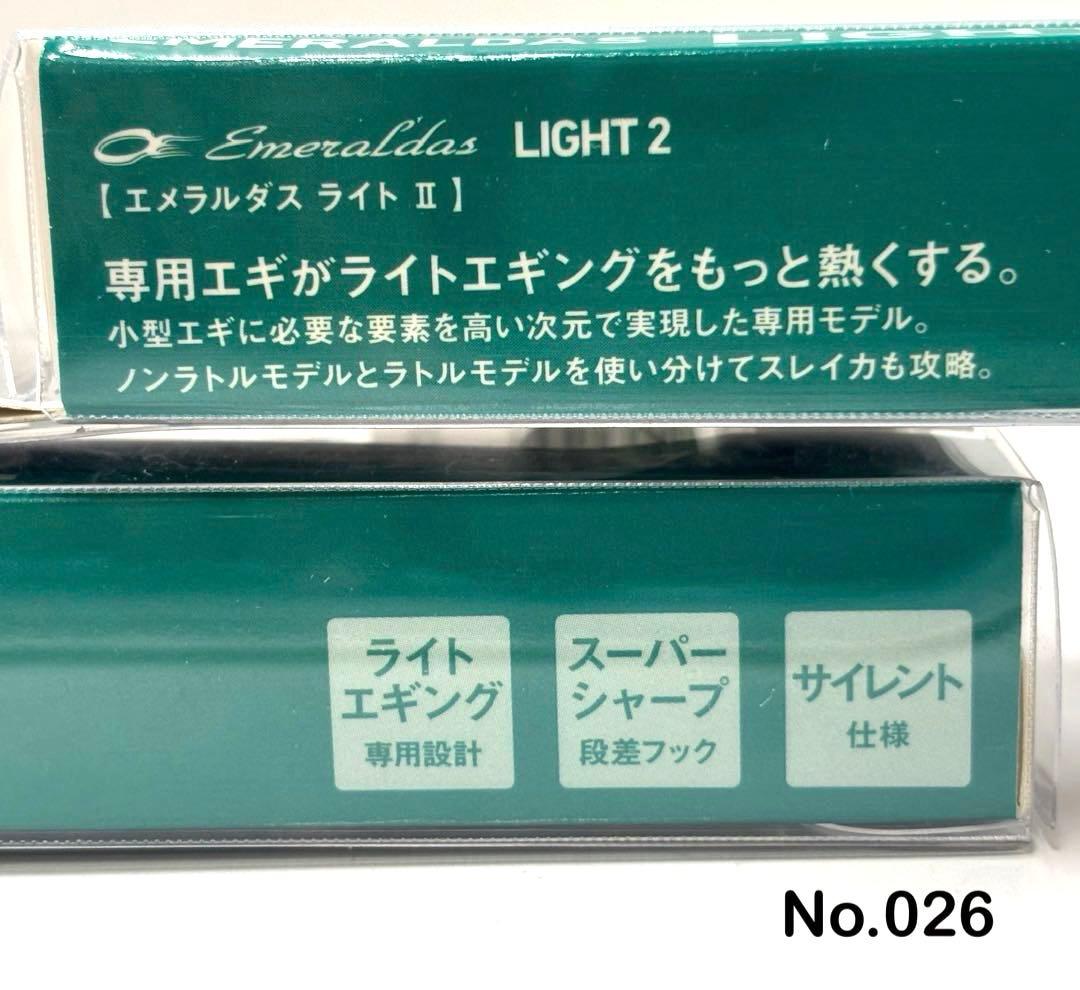 EMERALDAS LIGHT
Emeraldas LIGHT 2
【 エメラルダス ライト Ⅱ 】
専用エギがライトエギングをもっと熱くする。
小型エギに必要な要素を高い次元で実現した専用モデル。
ノンラトルモデルとラトルモデルを使い分けてスレイカも攻略。
ライト
エギング
専用設計
スーパー
シャープ
段差フック
サイレント
仕様
No.026